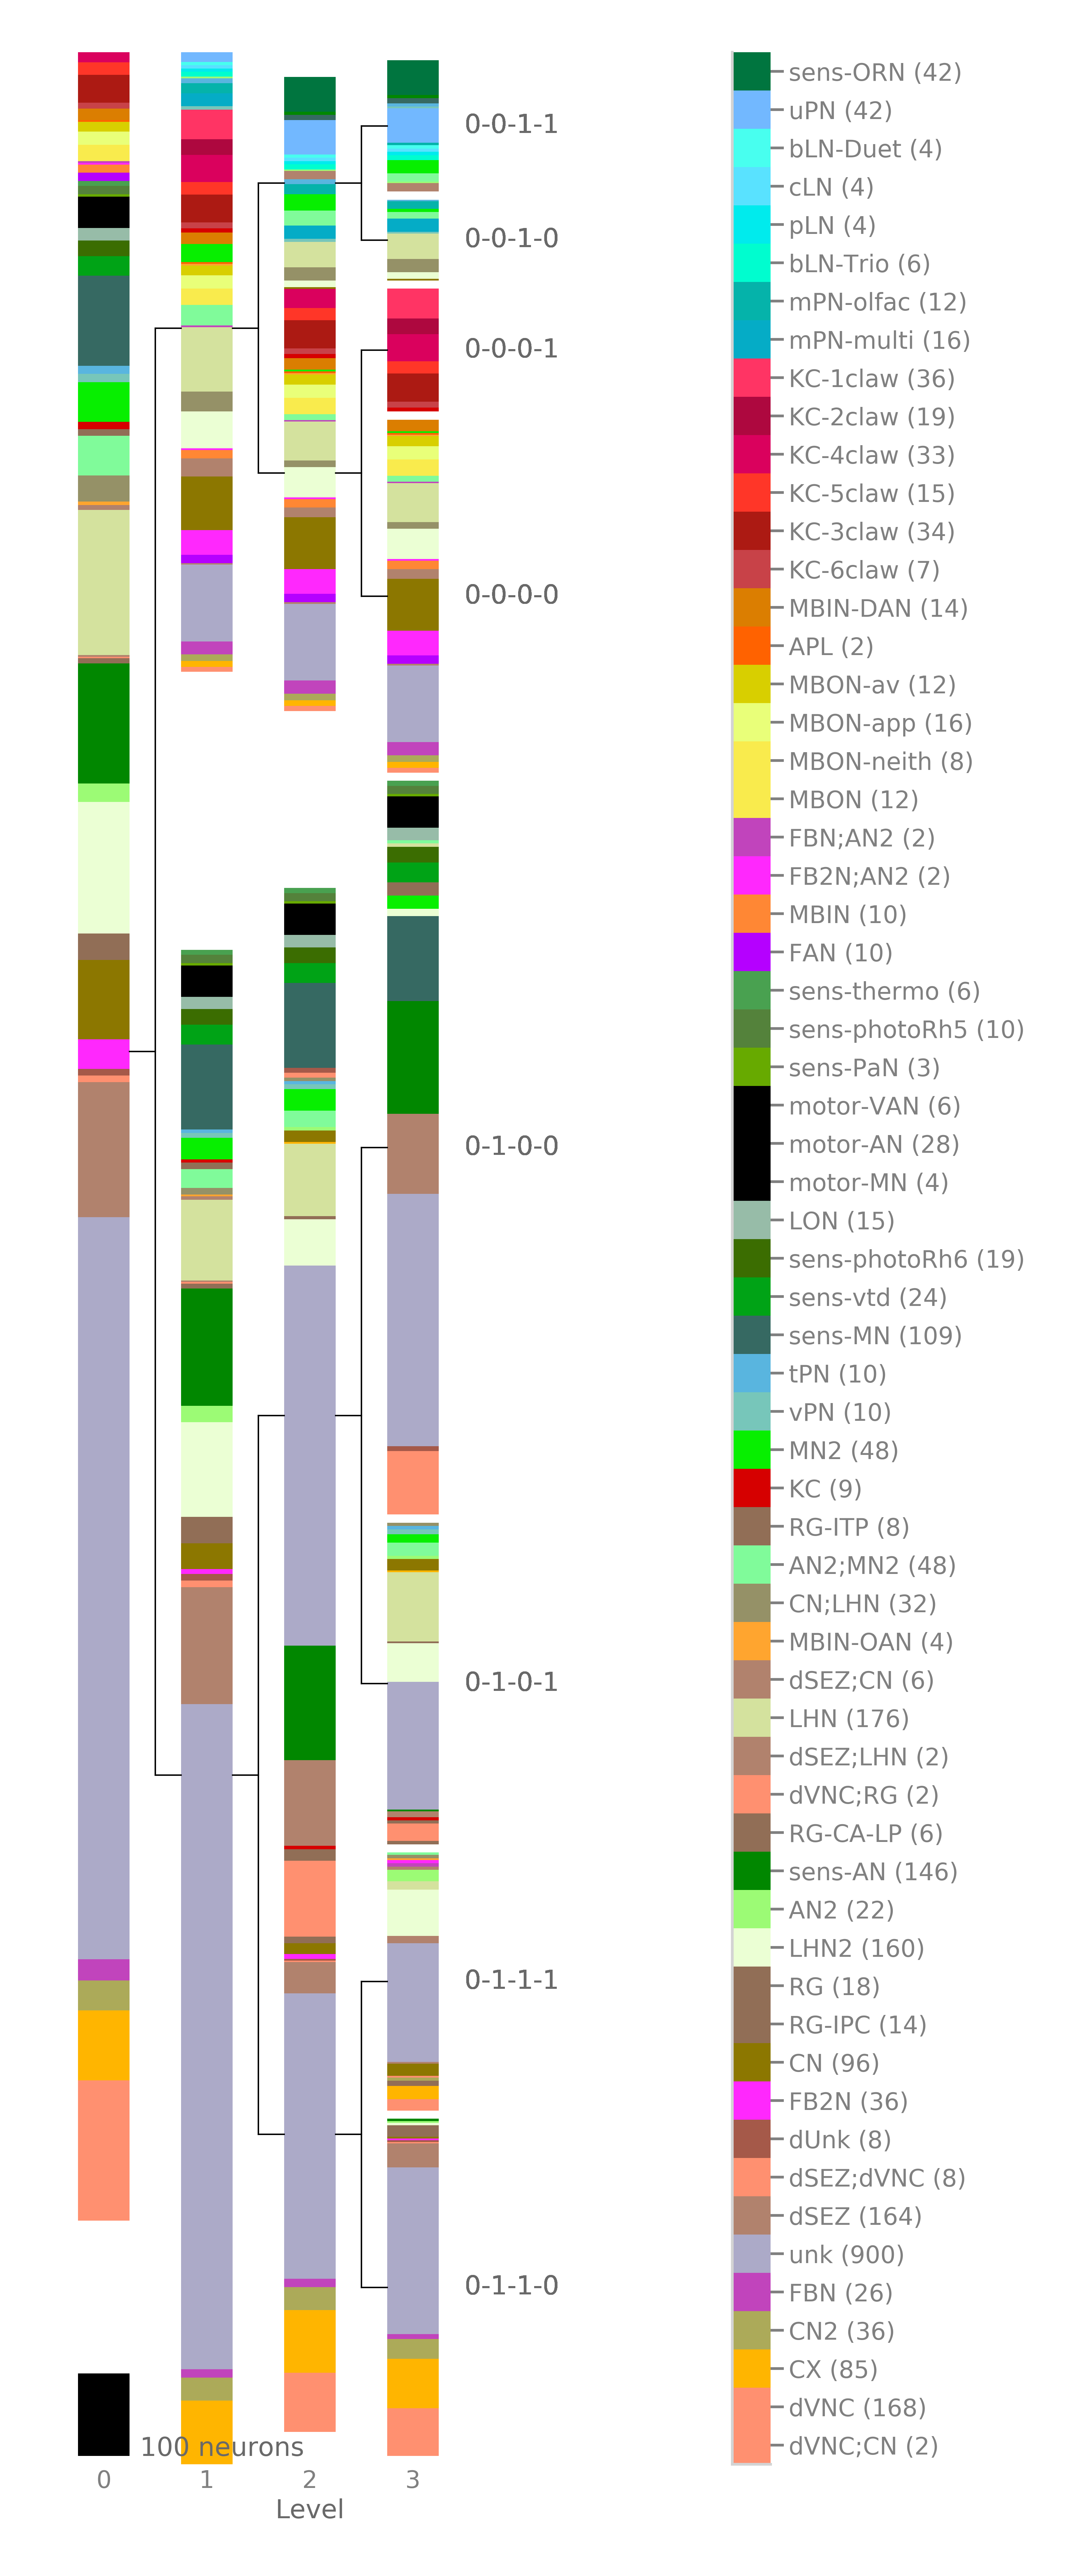 0-0-1-1
0-0-1-0
0-0-0-1
0-0-0-0
0-1-0-0
0-1-0-1
0-1-1-1
0-1-1-0
100 neurons
0
1
2
3
Level
sens-ORN (42)
uPN (42)
bLN-Duet (4)
cLN (4)
pLN (4)
bLN-Trio (6)
mPN-olfac (12)
mPN-multi (16)
KC-1claw (36)
KC-2claw (19)
KC-4claw (33)
KC-5claw (15)
KC-3claw (34)
KC-6claw (7)
MBIN-DAN (14)
APL (2)
MBON-av (12)
MBON-app (16)
MBON-neith (8)
MBON (12)
FBN;AN2 (2)
FB2N;AN2 (2)
MBIN (10)
FAN (10)
sens-thermo (6)
sens-photoRh5 (10)
sens-PaN (3)
motor-VAN (6)
motor-AN (28)
motor-MN (4)
LON (15)
sens-photoRh6 (19)
sens-vtd (24)
sens-MN (109)
tPN (10)
vPN (10)
MN2 (48)
KC (9)
RG-ITP (8)
AN2;MN2 (48)
CN;LHN (32)
MBIN-OAN (4)
dSEZ;CN (6)
LHN (176)
dSEZ;LHN (2)
dVNC;RG (2)
RG-CA-LP (6)
sens-AN (146)
AN2 (22)
LHN2 (160)
RG (18)
RG-IPC (14)
CN (96)
FB2N (36)
dUnk (8)
dSEZ;dVNC (8)
dSEZ (164)
unk (900)
FBN (26)
CN2 (36)
CX (85)
dVNC (168)
dVNC;CN (2)